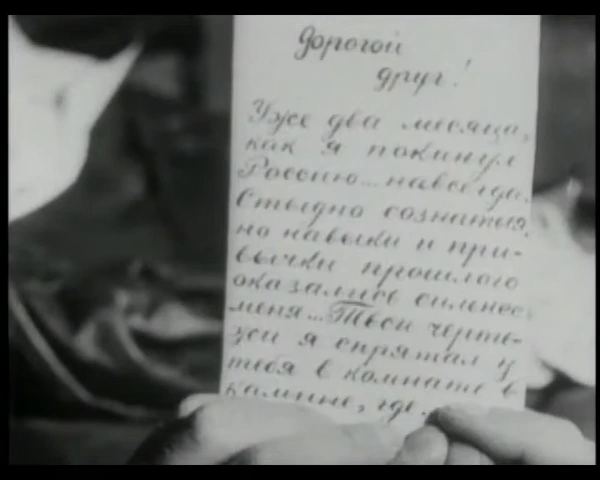 Дорогой
друг!
Уже два месяца,
как я покинул
Россию... навсегда.
Стыдно сознаться,
но навыки и при-
вычки прошлого
оказались сильнее
меня... Твои черте-
жи я спрятал у
тебя в комнате в
камине, где.